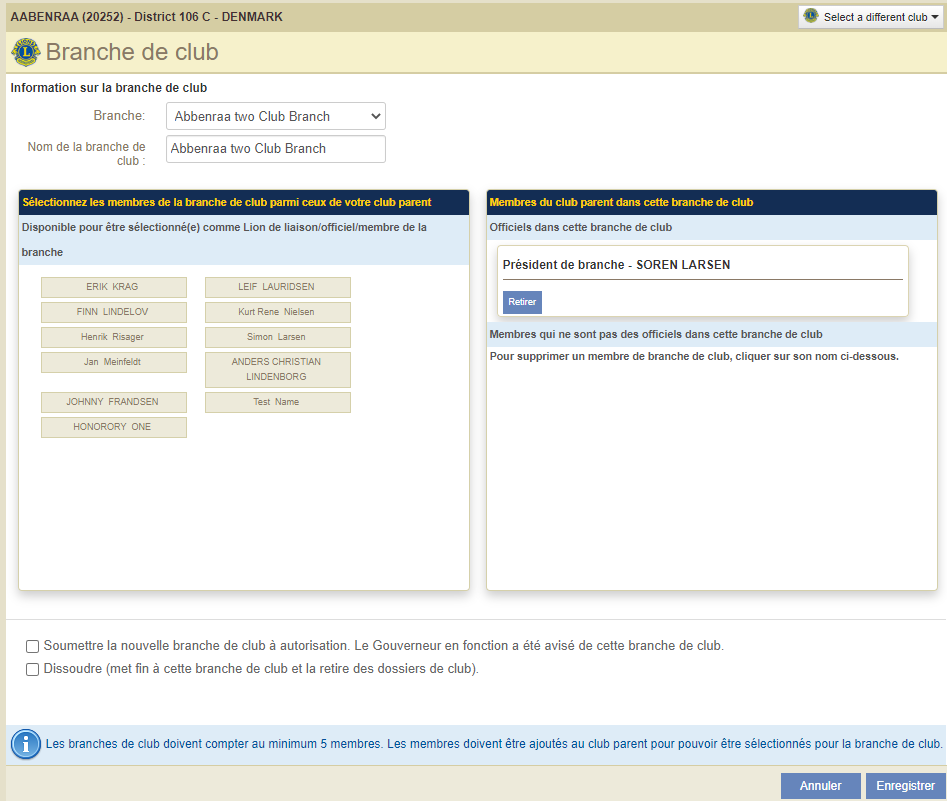 AABENRAA (20252) - District 106 C - DENMARK
Select a different club
Branche de club
Information sur la branche de club
Branche:
Abbenraa two Club Branch
Nom de la branche de
club :
Abbenraa two Club Branch
Sélectionnez les membres de la branche de club parmi ceux de votre club parent
Disponible pour être sélectionné(e) comme Lion de liaison/officiel/membre de la
branche
ERIK KRAG
LEIF LAURIDSEN
FINN LINDELOV
Kurt Rene Nielsen
Henrik Risager
Simon Larsen
Jan Meinfeldt
ANDERS CHRISTIAN
LINDENBORG
JOHNNY FRANDSEN
Test Name
HONORORY ONE
Membres du club parent dans cette branche de club
Officiels dans cette branche de club
Président de branche - SOREN LARSEN
Retirer
Membres qui ne sont pas des officiels dans cette branche de club
Pour supprimer un membre de branche de club, cliquer sur son nom ci-dessous.
Soumettre la nouvelle branche de club à autorisation. Le Gouverneur en fonction a été avisé de cette branche de club.
Dissoudre (met fin à cette branche de club et la retire des dossiers de club).
Les branches de club doivent compter au minimum 5 membres. Les membres doivent être ajoutés au club parent pour pouvoir être sélectionnés pour la branche de club.
Annuler
Enregistrer